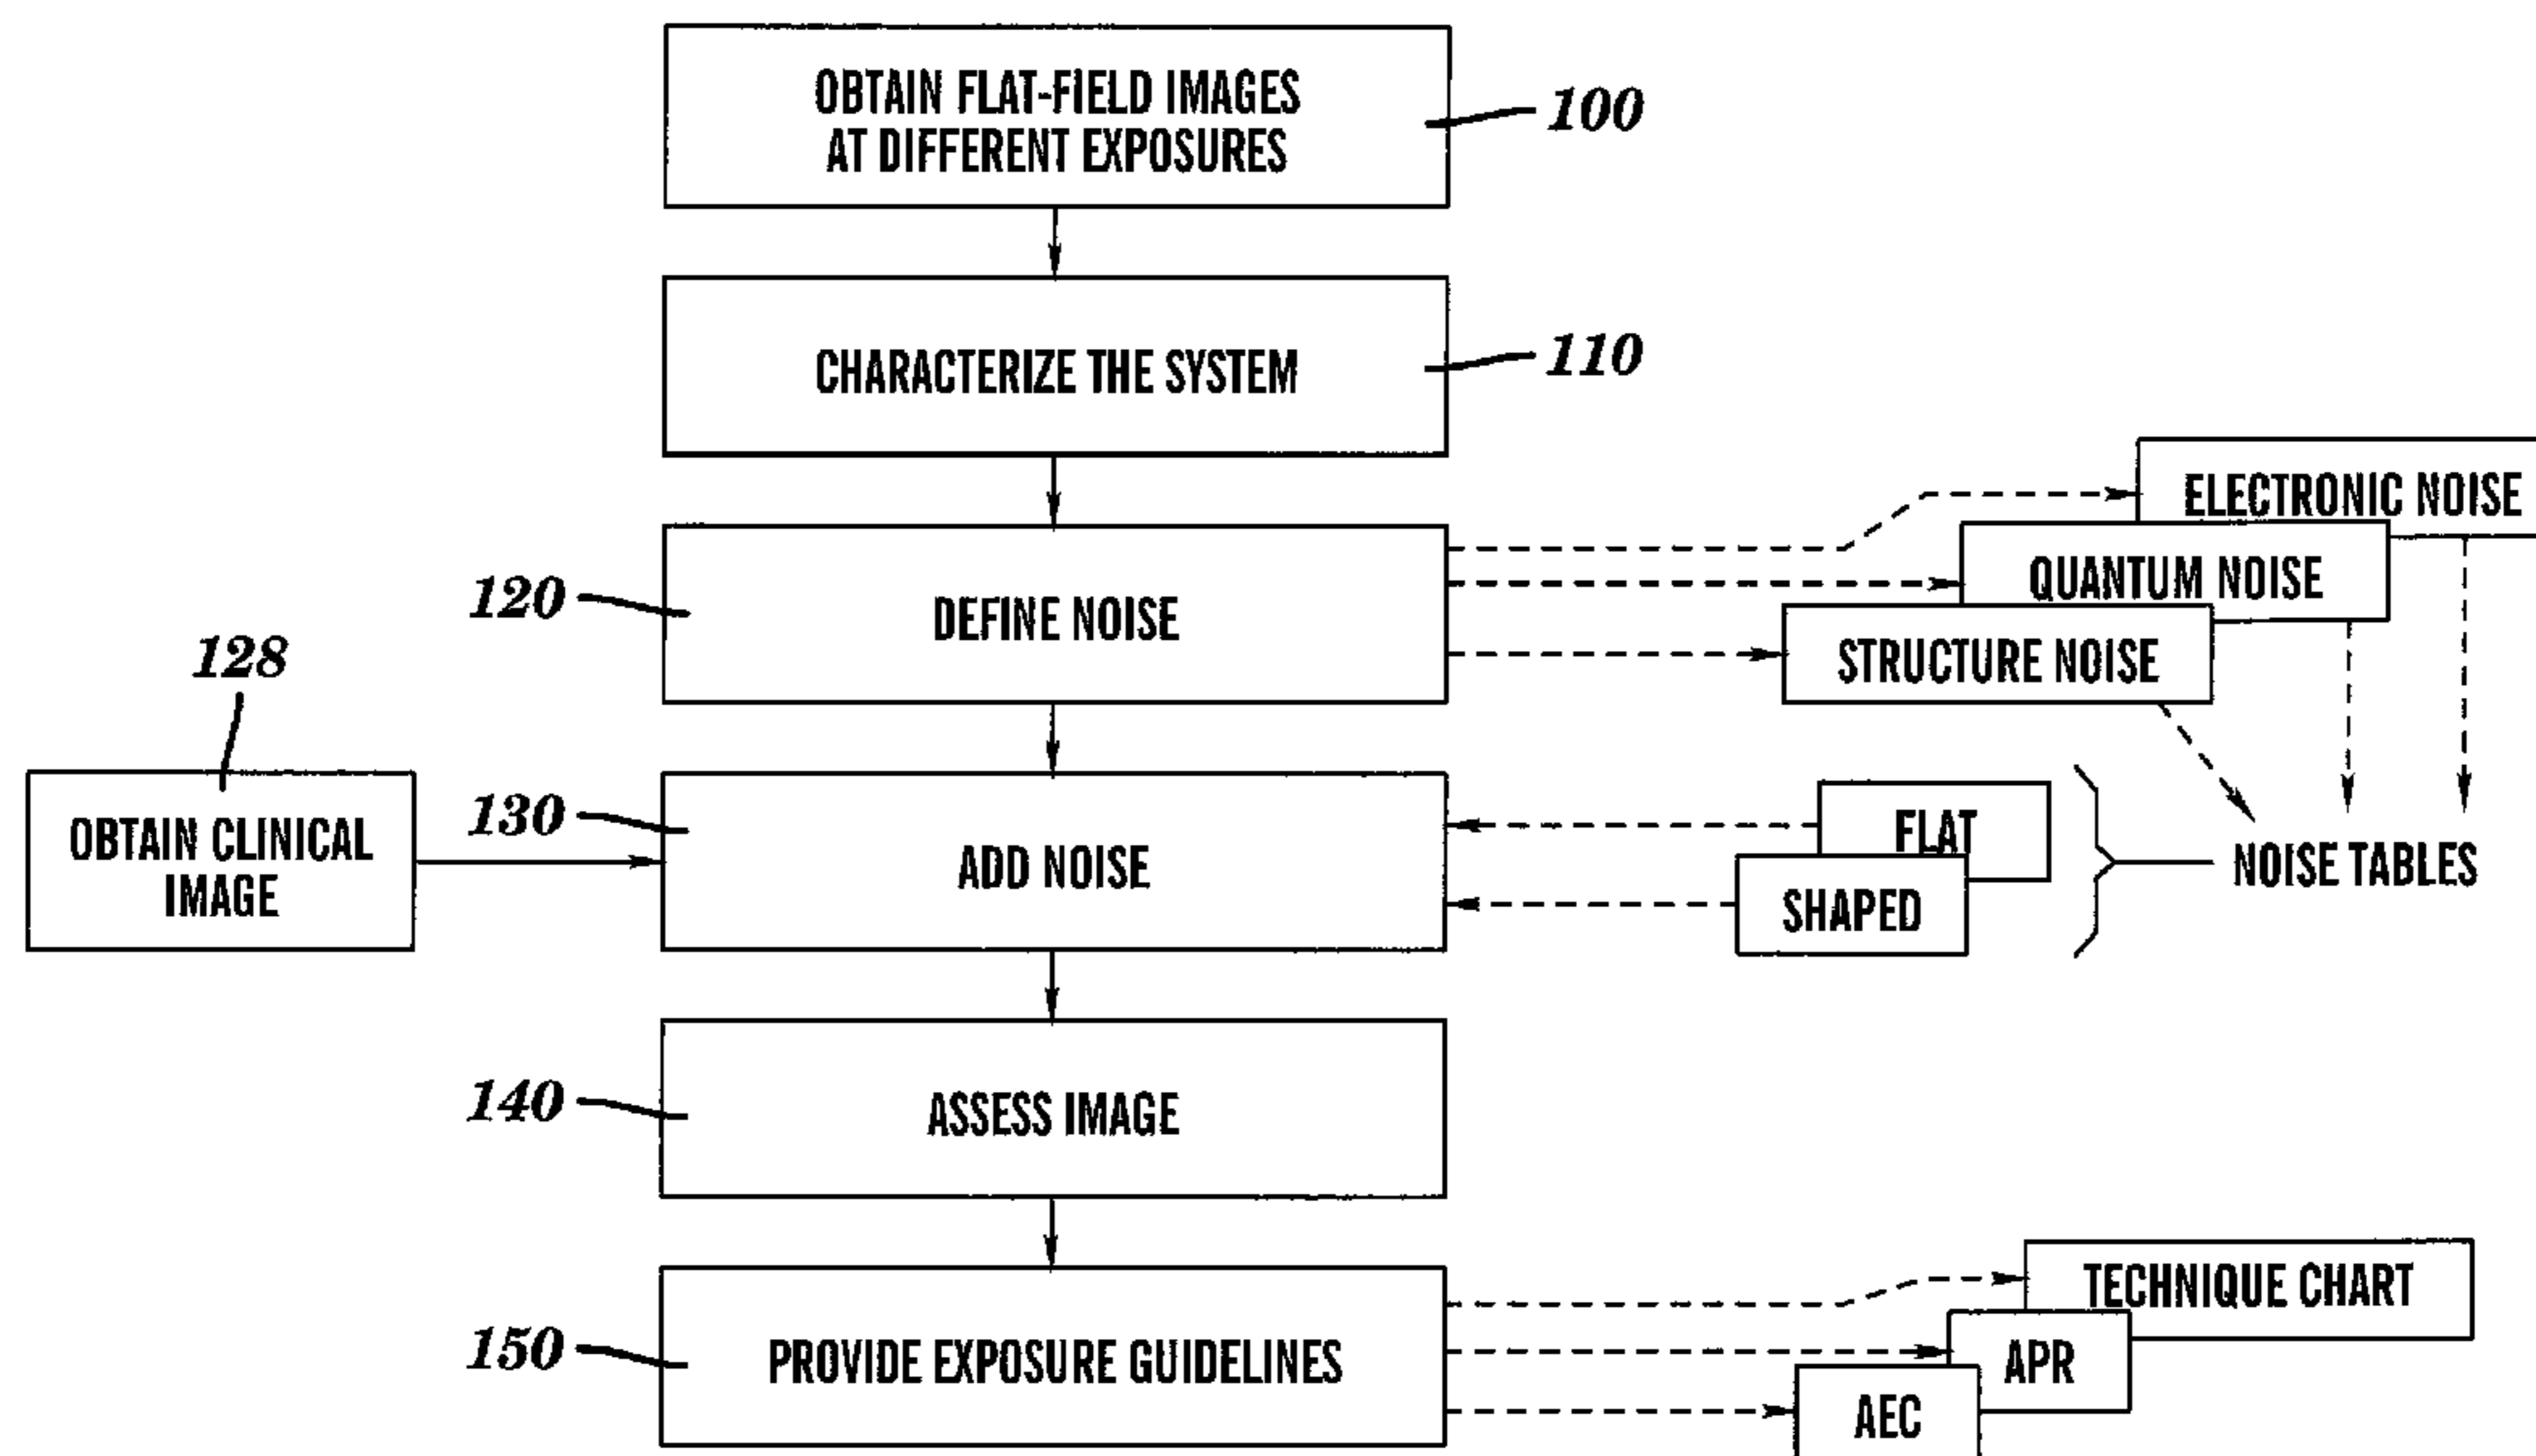 OBTAIN FLAT-FIELD IMAGES
AT DIFFERENT EXPOSURES
100
CHARACTERIZE THE SYSTEM
110
ELECTRONIC NOISE
QUANTUM NOISE
STRUCTURE NOISE
120
DEFINE NOISE
128
OBTAIN CLINICAL
IMAGE
130
ADD NOISE
FLAT
SHAPED
NOISE TABLES
140
ASSESS IMAGE
150
PROVIDE EXPOSURE GUIDELINES
TECHNIQUE CHART
APR
AEC